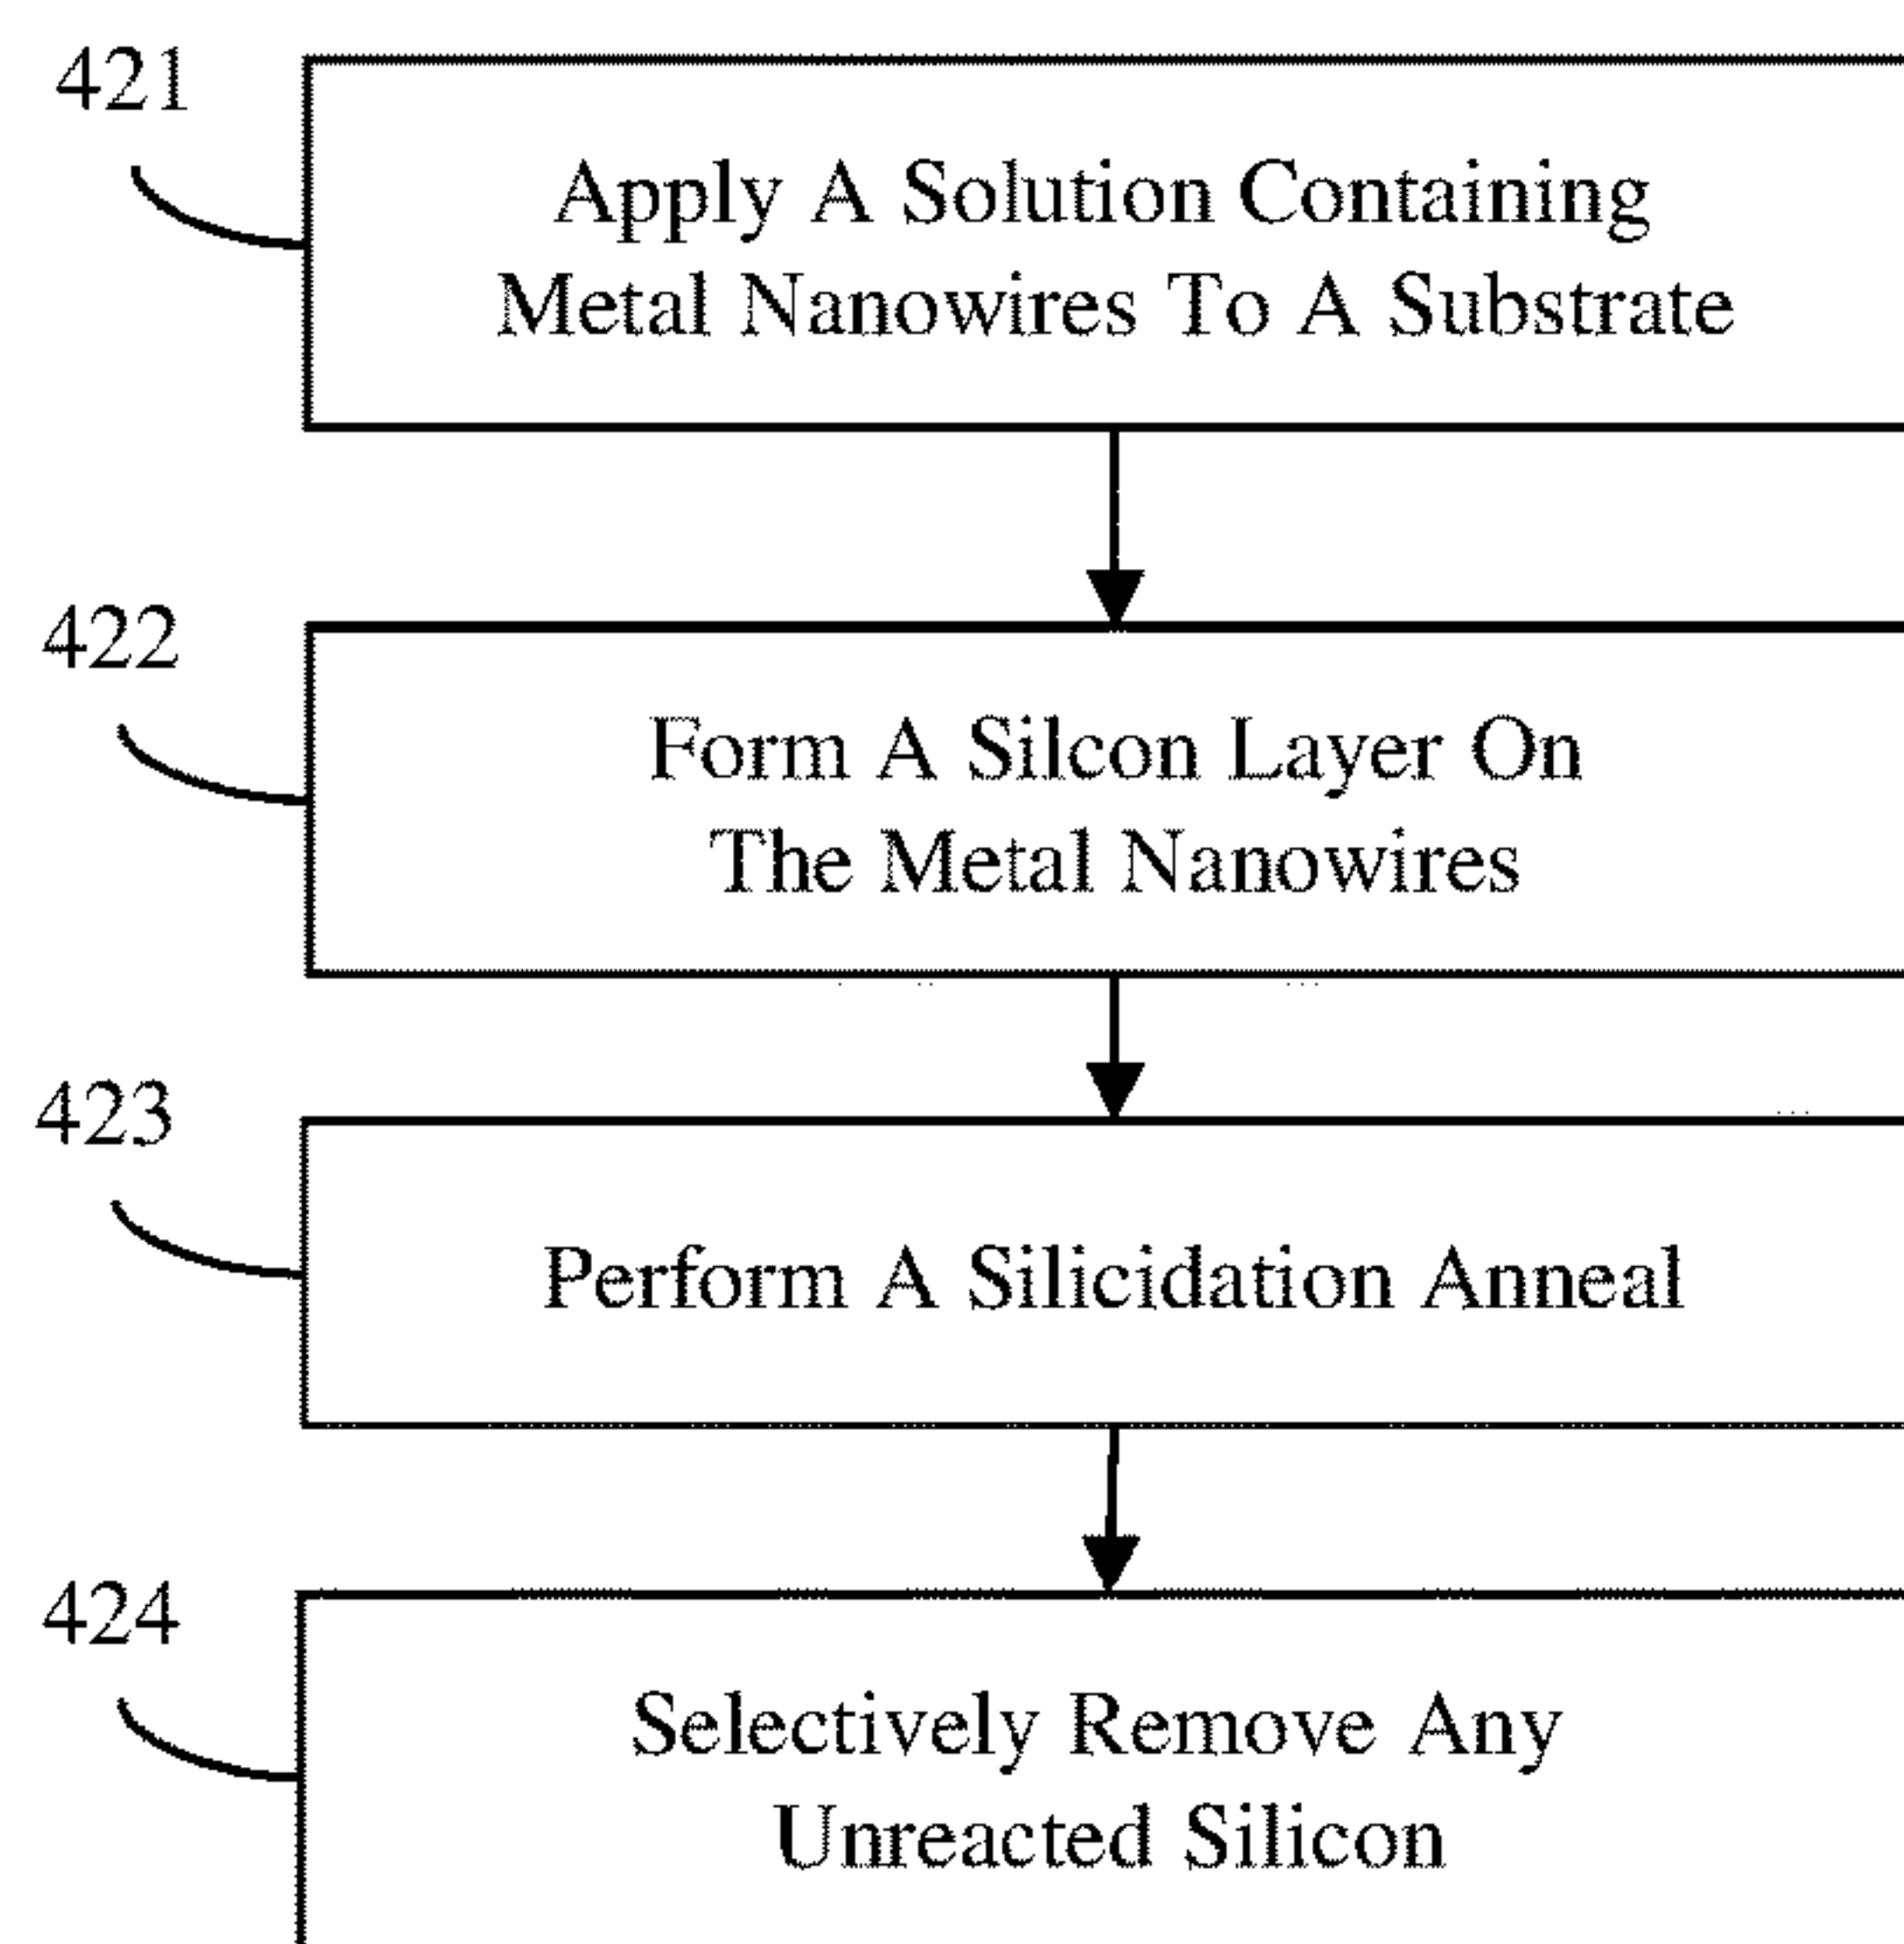 421
Apply A Solution Containing
Metal Nanowires To A Substrate
422
Form A Silcon Layer On
The Metal Nanowires
423
Perform A Silicidation Anneal
424
Selectively Remove Any
Unreacted Silicon